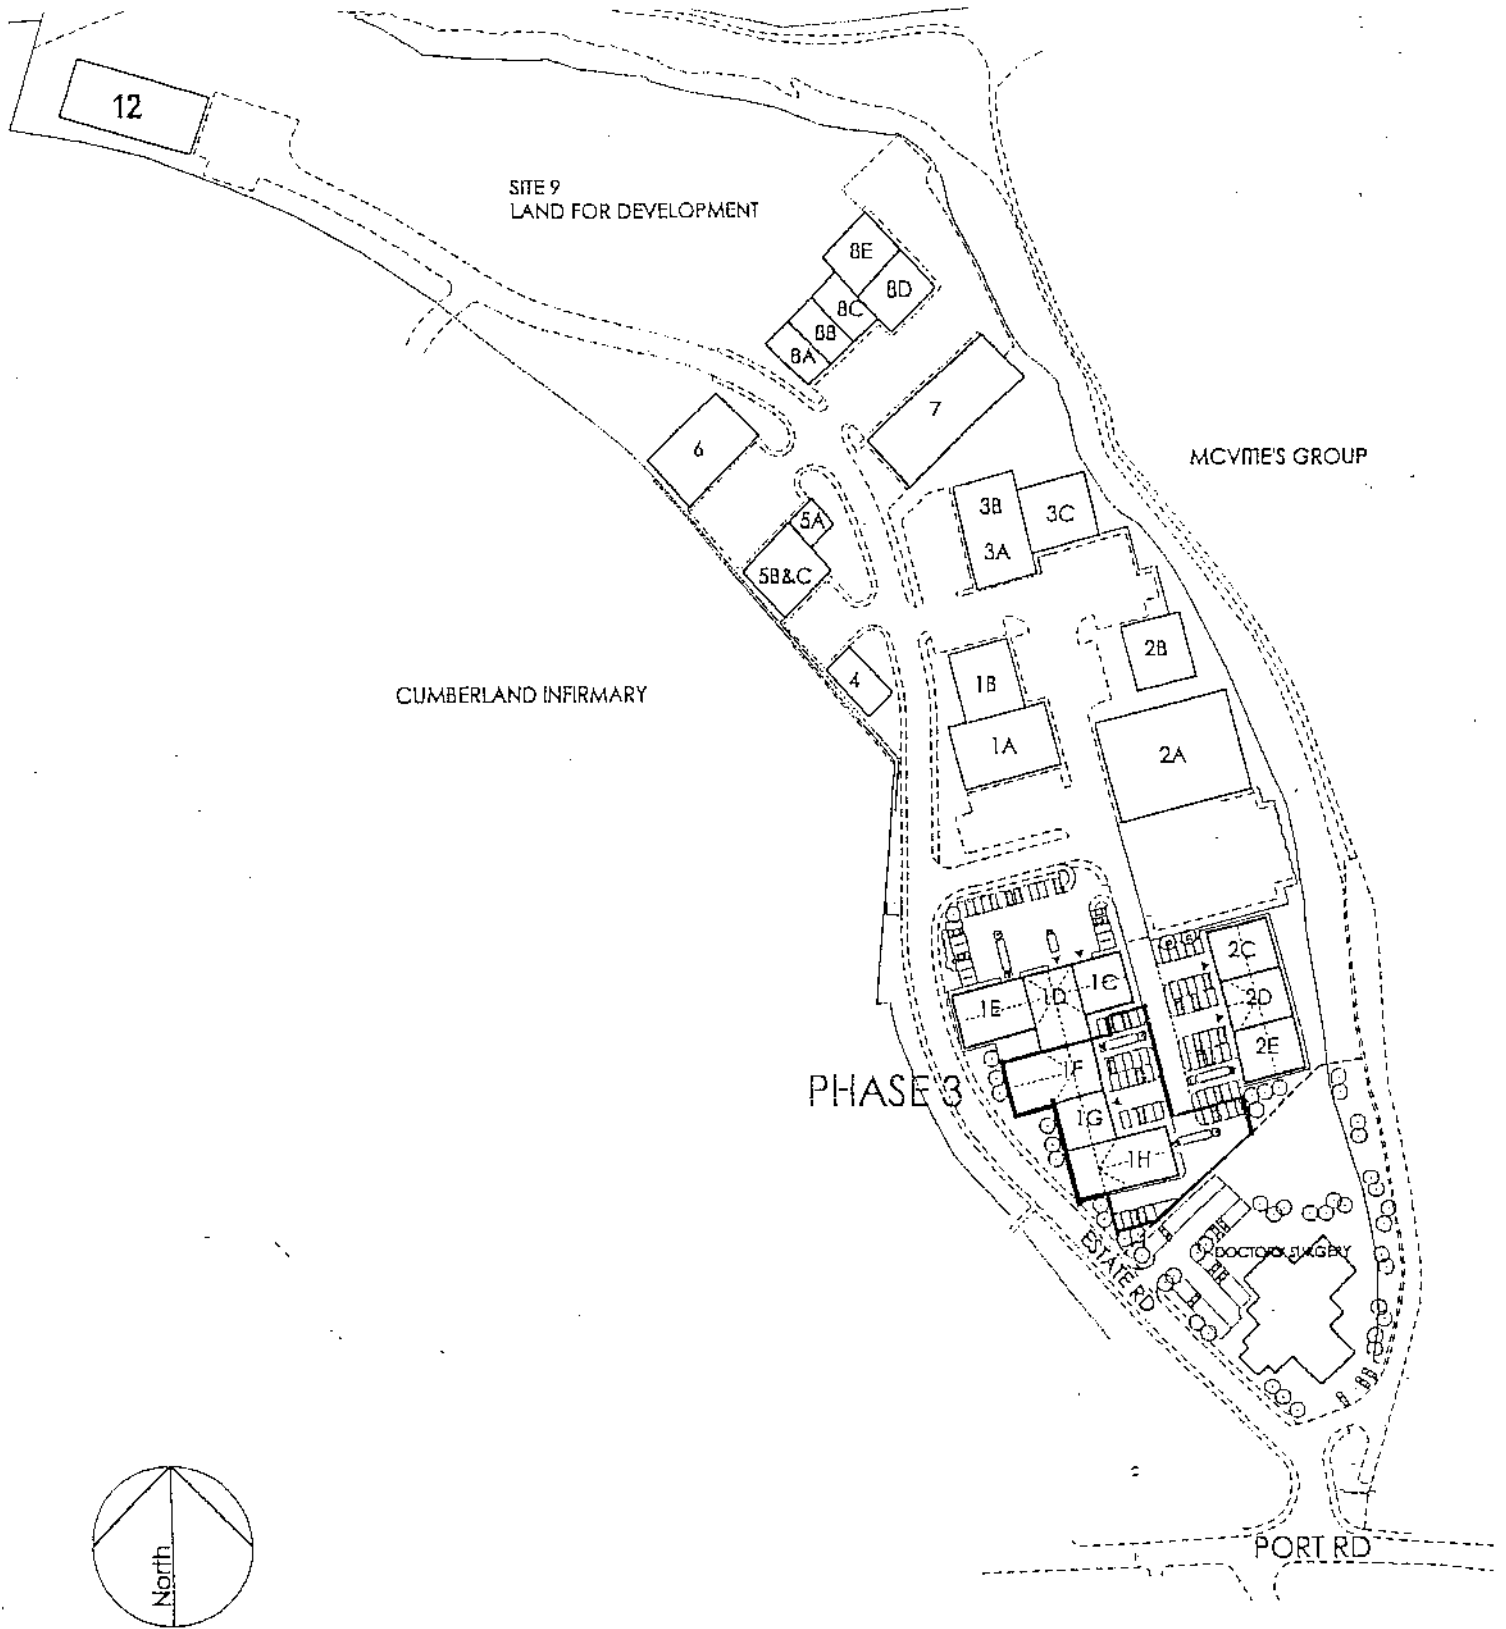 12
SITE 9
LAND FOR DEVELOPMENT
8E
8D
8C
8B
8A
7
6
MCVITIE'S GROUP
3B
3C
5A
3A
5B&C
2B
4
1B
CUMBERLAND INFIRMARY
1A
2A
2C
1C
1D
1E
2D
2E
1F
PHASE 3
1G
1H
DOCTORS SURGERY
ESTATE RD
PORT RD
North